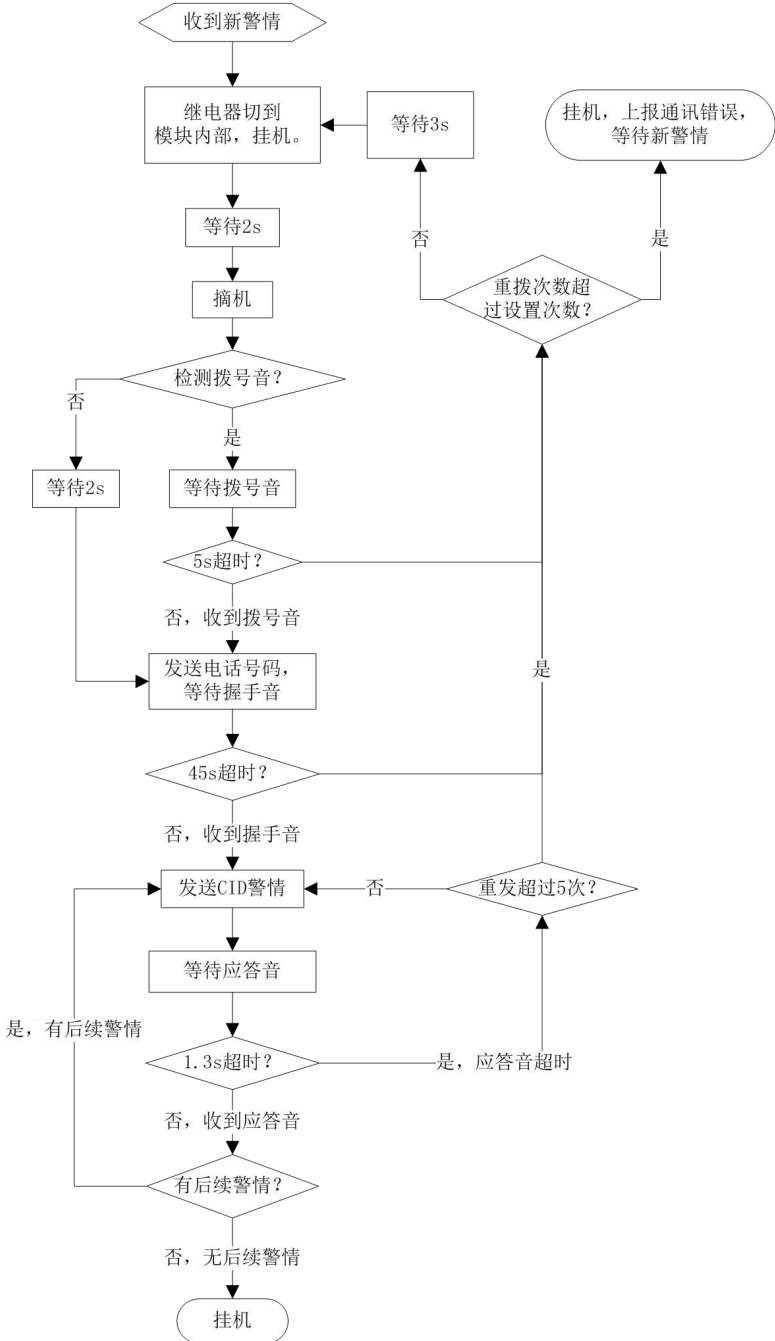 收到新警情
继电器切到
模块内部，挂机。
等待3s
挂机，上报通讯错误，
等待新警情
等待2s
否
是
重拨次数超
过设置次数？
摘机
检测拨号音？
否
是
等待2s
等待拨号音
5s超时？
否，收到拨号音
发送电话号码，
等待握手音
是
45s超时？
否，收到握手音
发送CID警情
否
重发超过5次？
等待应答音
是，有后续警情
1.3s超时？
是，应答音超时
否，收到应答音
有后续警情？
否，无后续警情
挂机